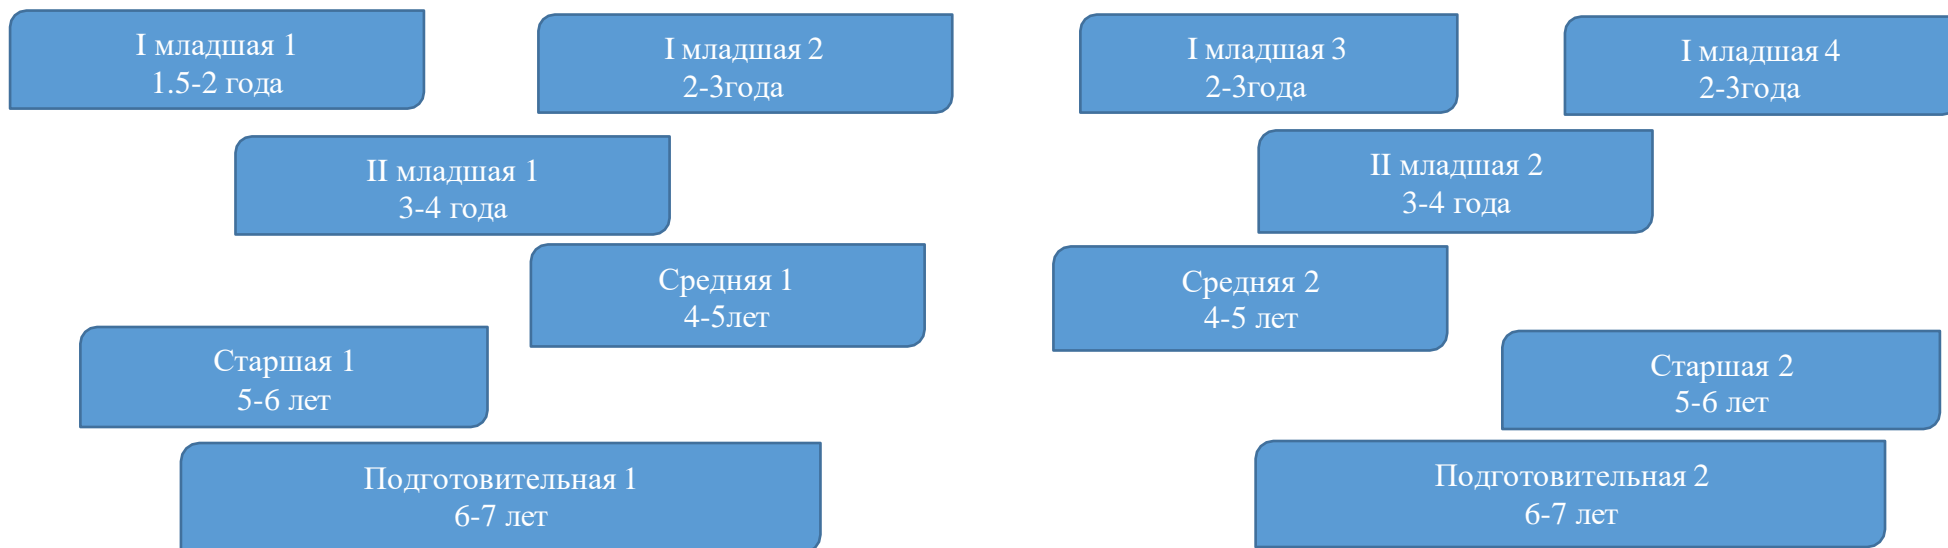 I младшая 1
1.5-2 года
I младшая 2
2-3года
I младшая 3
2-3года
I младшая 4
2-3года
II младшая 1
3-4 года
II младшая 2
3-4 года
Средняя 1
4-5лет
Средняя 2
4-5 лет
Старшая 1
5-6 лет
Старшая 2
5-6 лет
Подготовительная 1
6-7 лет
Подготовительная 2
6-7 лет